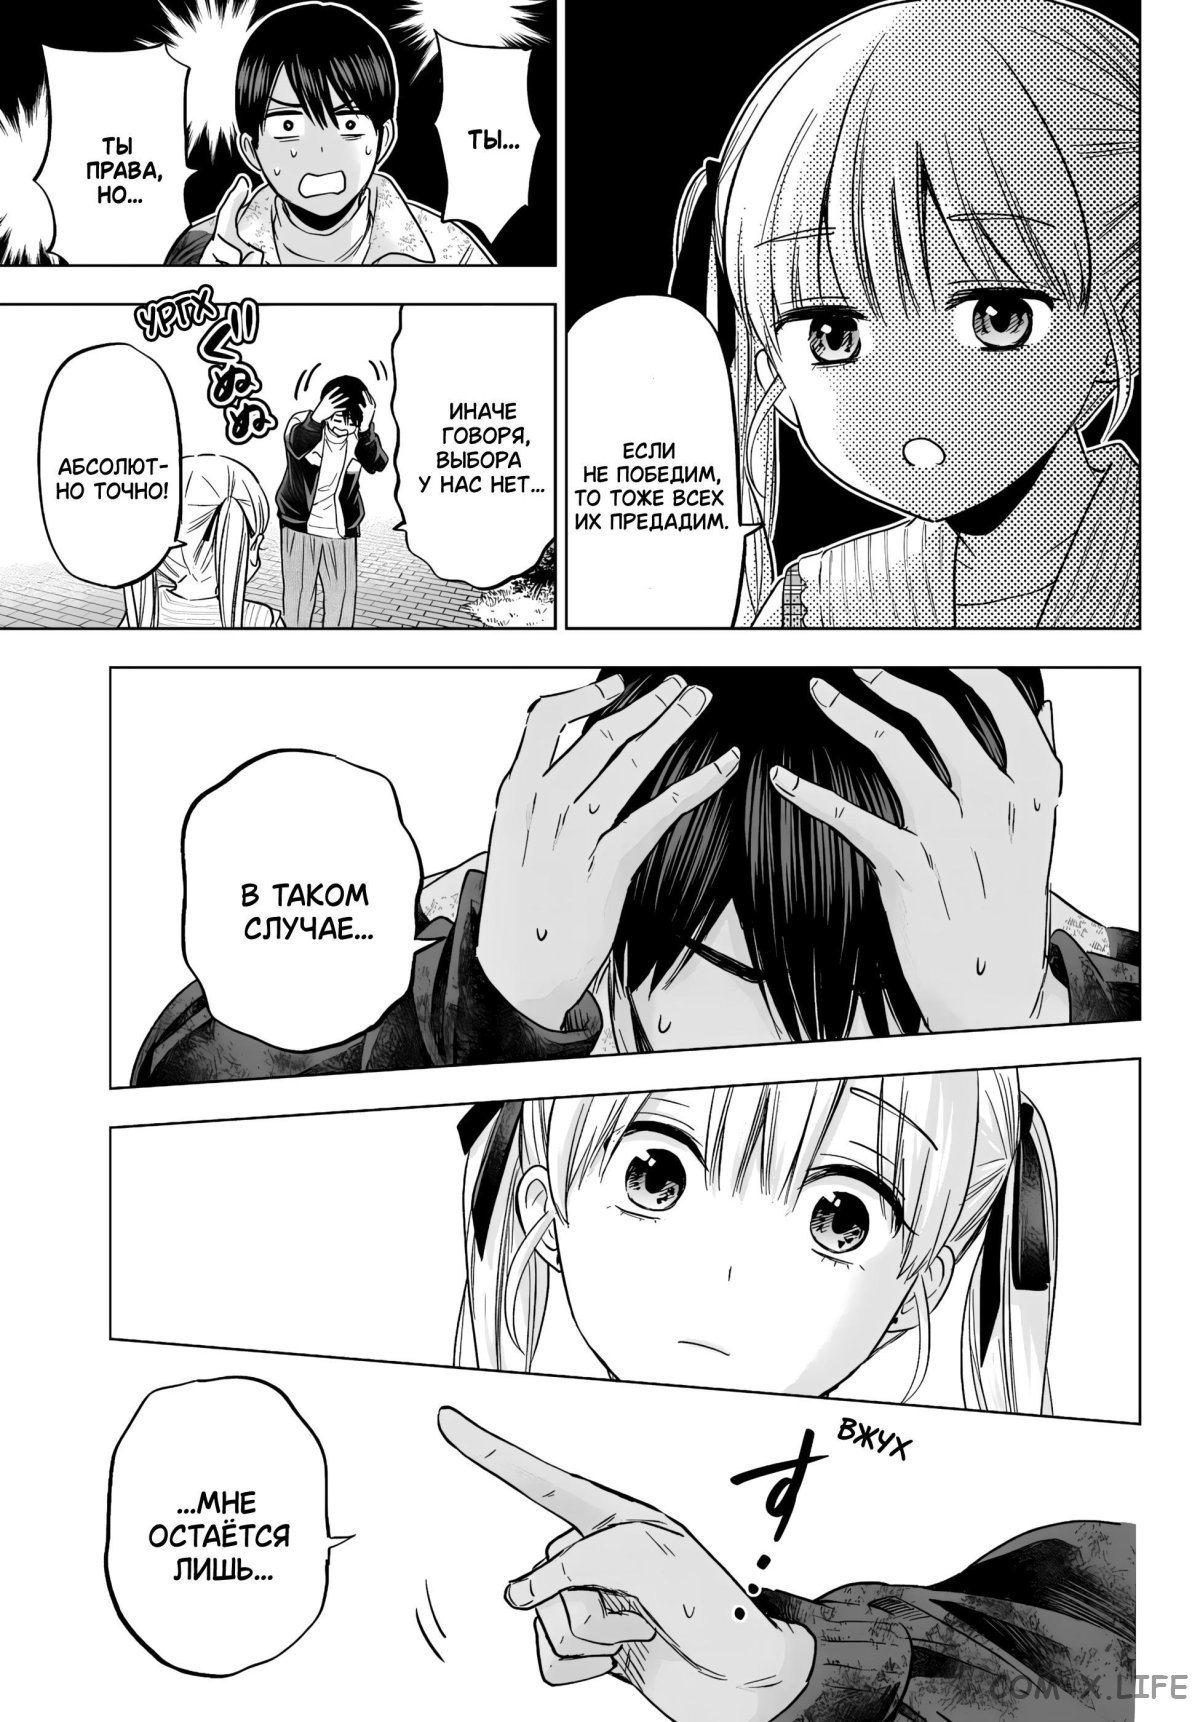 ЕСЛИ
НЕ ПОБЕДИМ,
ТО ТОЖЕ ВСЕХ
ИХ ПРЕДАДИМ.
ТЫ...
ТЫ
ПРАВА,
НО...
ИНАЧЕ
ГОВОРЯ,
ВЫБОРА
У НАС НЕТ...
УРГХ
ぐぬぬ
АБСОЛЮТ-
НО ТОЧНО!
В ТАКОМ
СЛУЧАЕ...
ВЖУХ
す
...МНЕ
ОСТАЁТСЯ
ЛИШЬ...
COM-X.LIFE